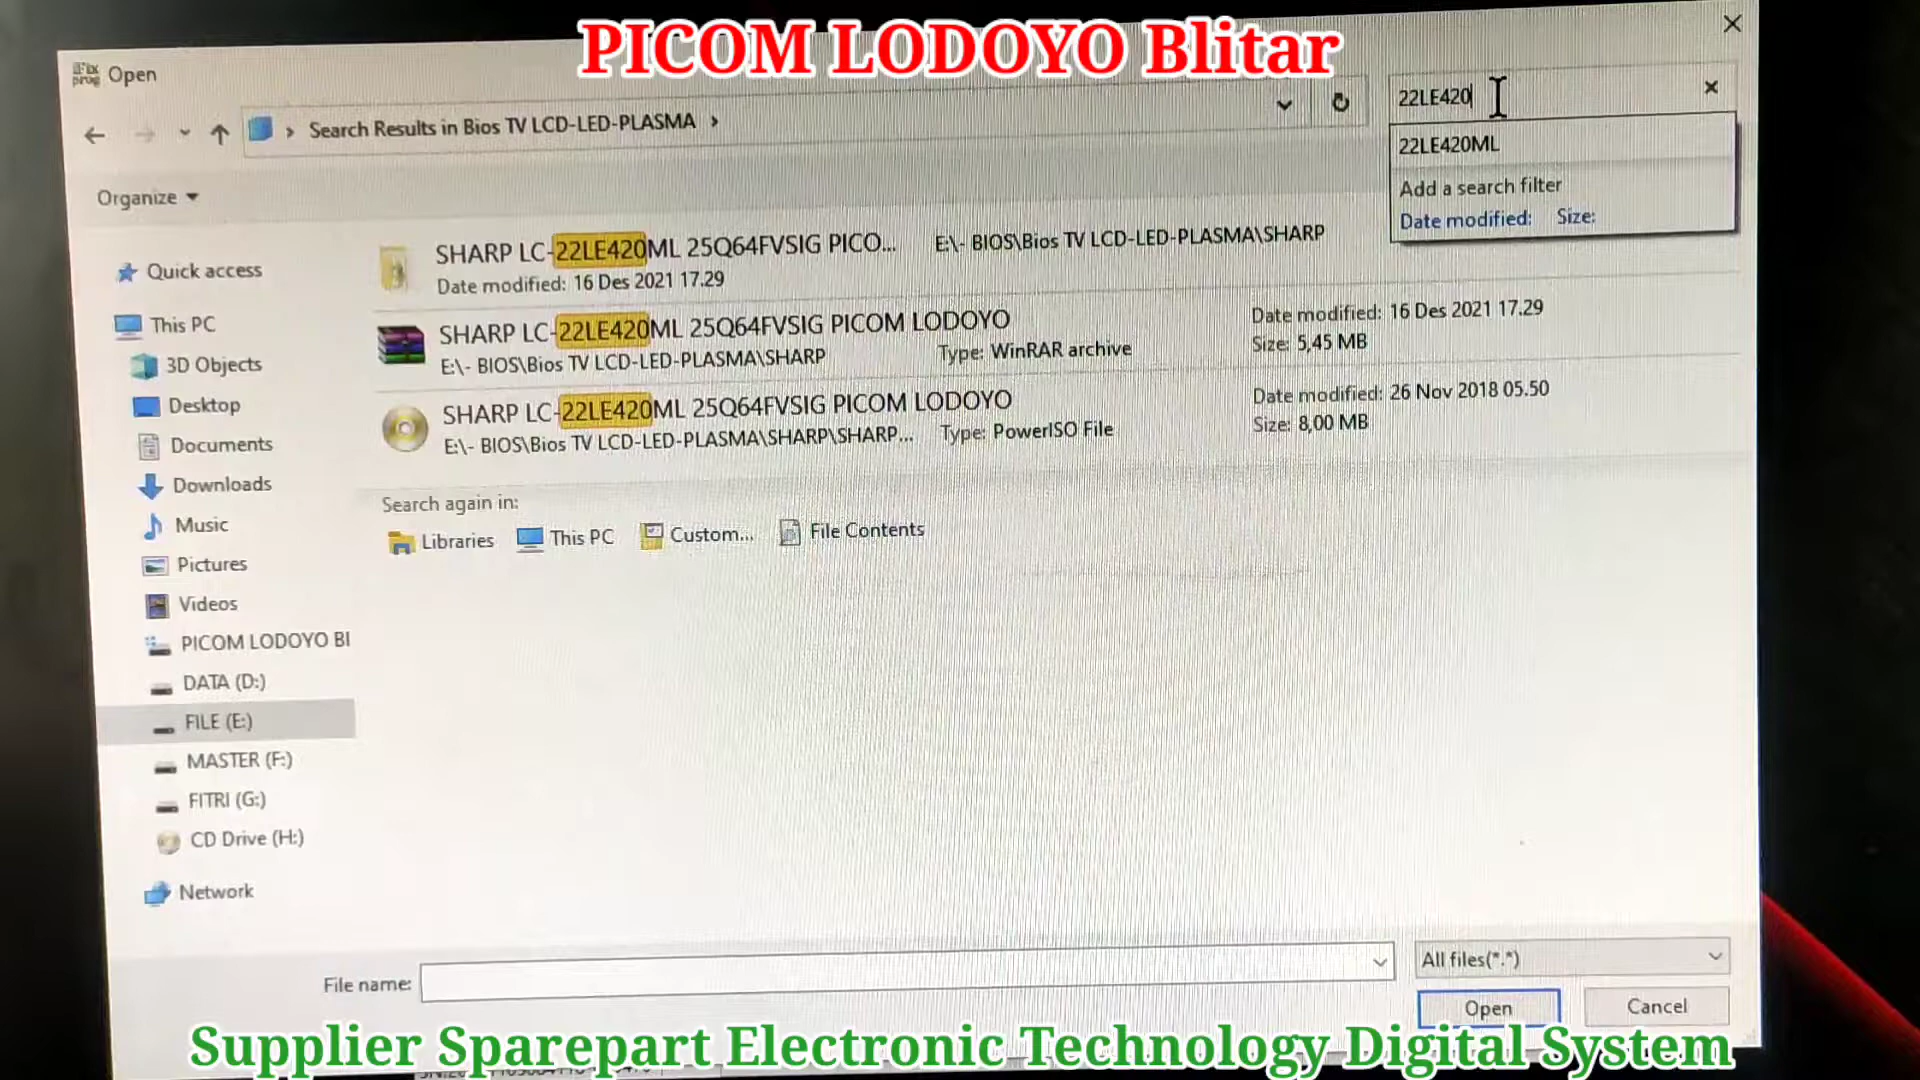 PICOM LODOYO Blitar
iFix prog Open
22LE420
Search Results in Bios TV LCD-LED-PLASMA
22LE420ML
Add a search filter
Date modified: Size:
Organize
SHARP LC-22LE420ML 25Q64FVSIG PICO... E:\- BIOS\Bios TV LCD-LED-PLASMA\SHARP
Date modified: 16 Des 2021 17.29
SHARP LC-22LE420ML 25Q64FVSIG PICOM LODOYO Date modified: 16 Des 2021 17.29
E:\- BIOS\Bios TV LCD-LED-PLASMA\SHARP Type: WinRAR archive Size: 5,45 MB
SHARP LC-22LE420ML 25Q64FVSIG PICOM LODOYO Date modified: 26 Nov 2018 05.50
E:\- BIOS\Bios TV LCD-LED-PLASMA\SHARP\SHARP... Type: PowerISO File Size: 8,00 MB
Search again in:
Libraries This PC Custom... File Contents
Quick access
This PC
3D Objects
Desktop
Documents
Downloads
Music
Pictures
Videos
PICOM LODOYO BI
DATA (D:)
FILE (E:)
MASTER (F:)
FITRI (G:)
CD Drive (H:)
Network
File name: All files(*.*)
Open Cancel
Supplier Sparepart Electronic Technology Digital System